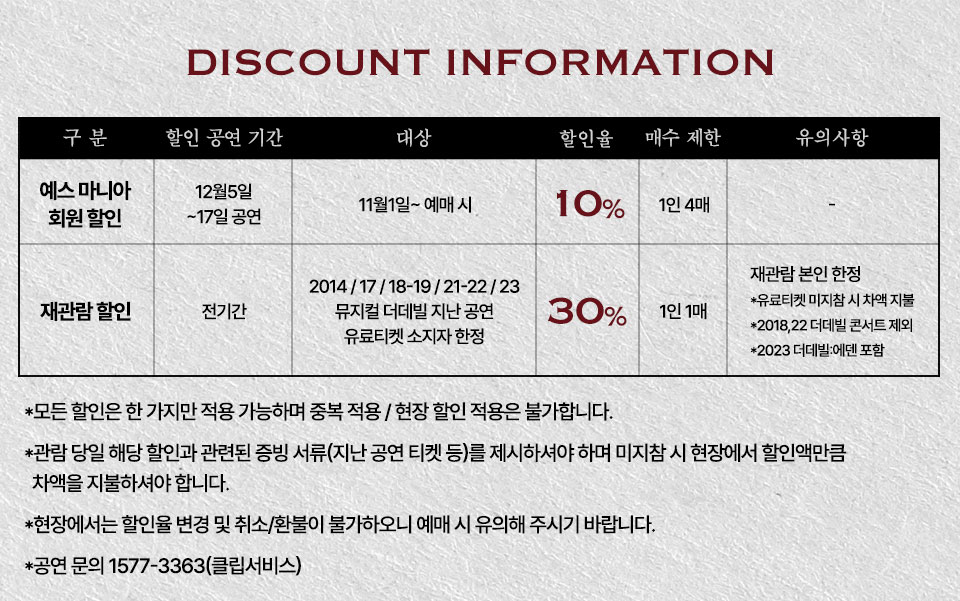 DISCOUNT INFORMATION
구 분 할인 공연 기간 대상 할인율 매수 제한 유의사항
예스 마니아
회원 할인
12월5일
~17일 공연
11월1일~ 예매 시
10%
1인 4매
-
재관람 할인
전기간
2014 / 17 / 18-19 / 21-22 / 23
뮤지컬 더데빌 지난 공연
유료티켓 소지자 한정
30%
1인 1매
재관람 본인 한정
*유료티켓 미지참 시 차액 지불
*2018,22 더데빌 콘서트 제외
*2023 더데빌:에덴 포함
*모든 할인은 한 가지만 적용 가능하며 중복 적용 / 현장 할인 적용은 불가합니다.
*관람 당일 해당 할인과 관련된 증빙 서류(지난 공연 티켓 등)를 제시하셔야 하며 미지참 시 현장에서 할인액만큼
차액을 지불하셔야 합니다.
*현장에서는 할인율 변경 및 취소/환불이 불가하오니 예매 시 유의해 주시기 바랍니다.
*공연 문의 1577-3363(클립서비스)